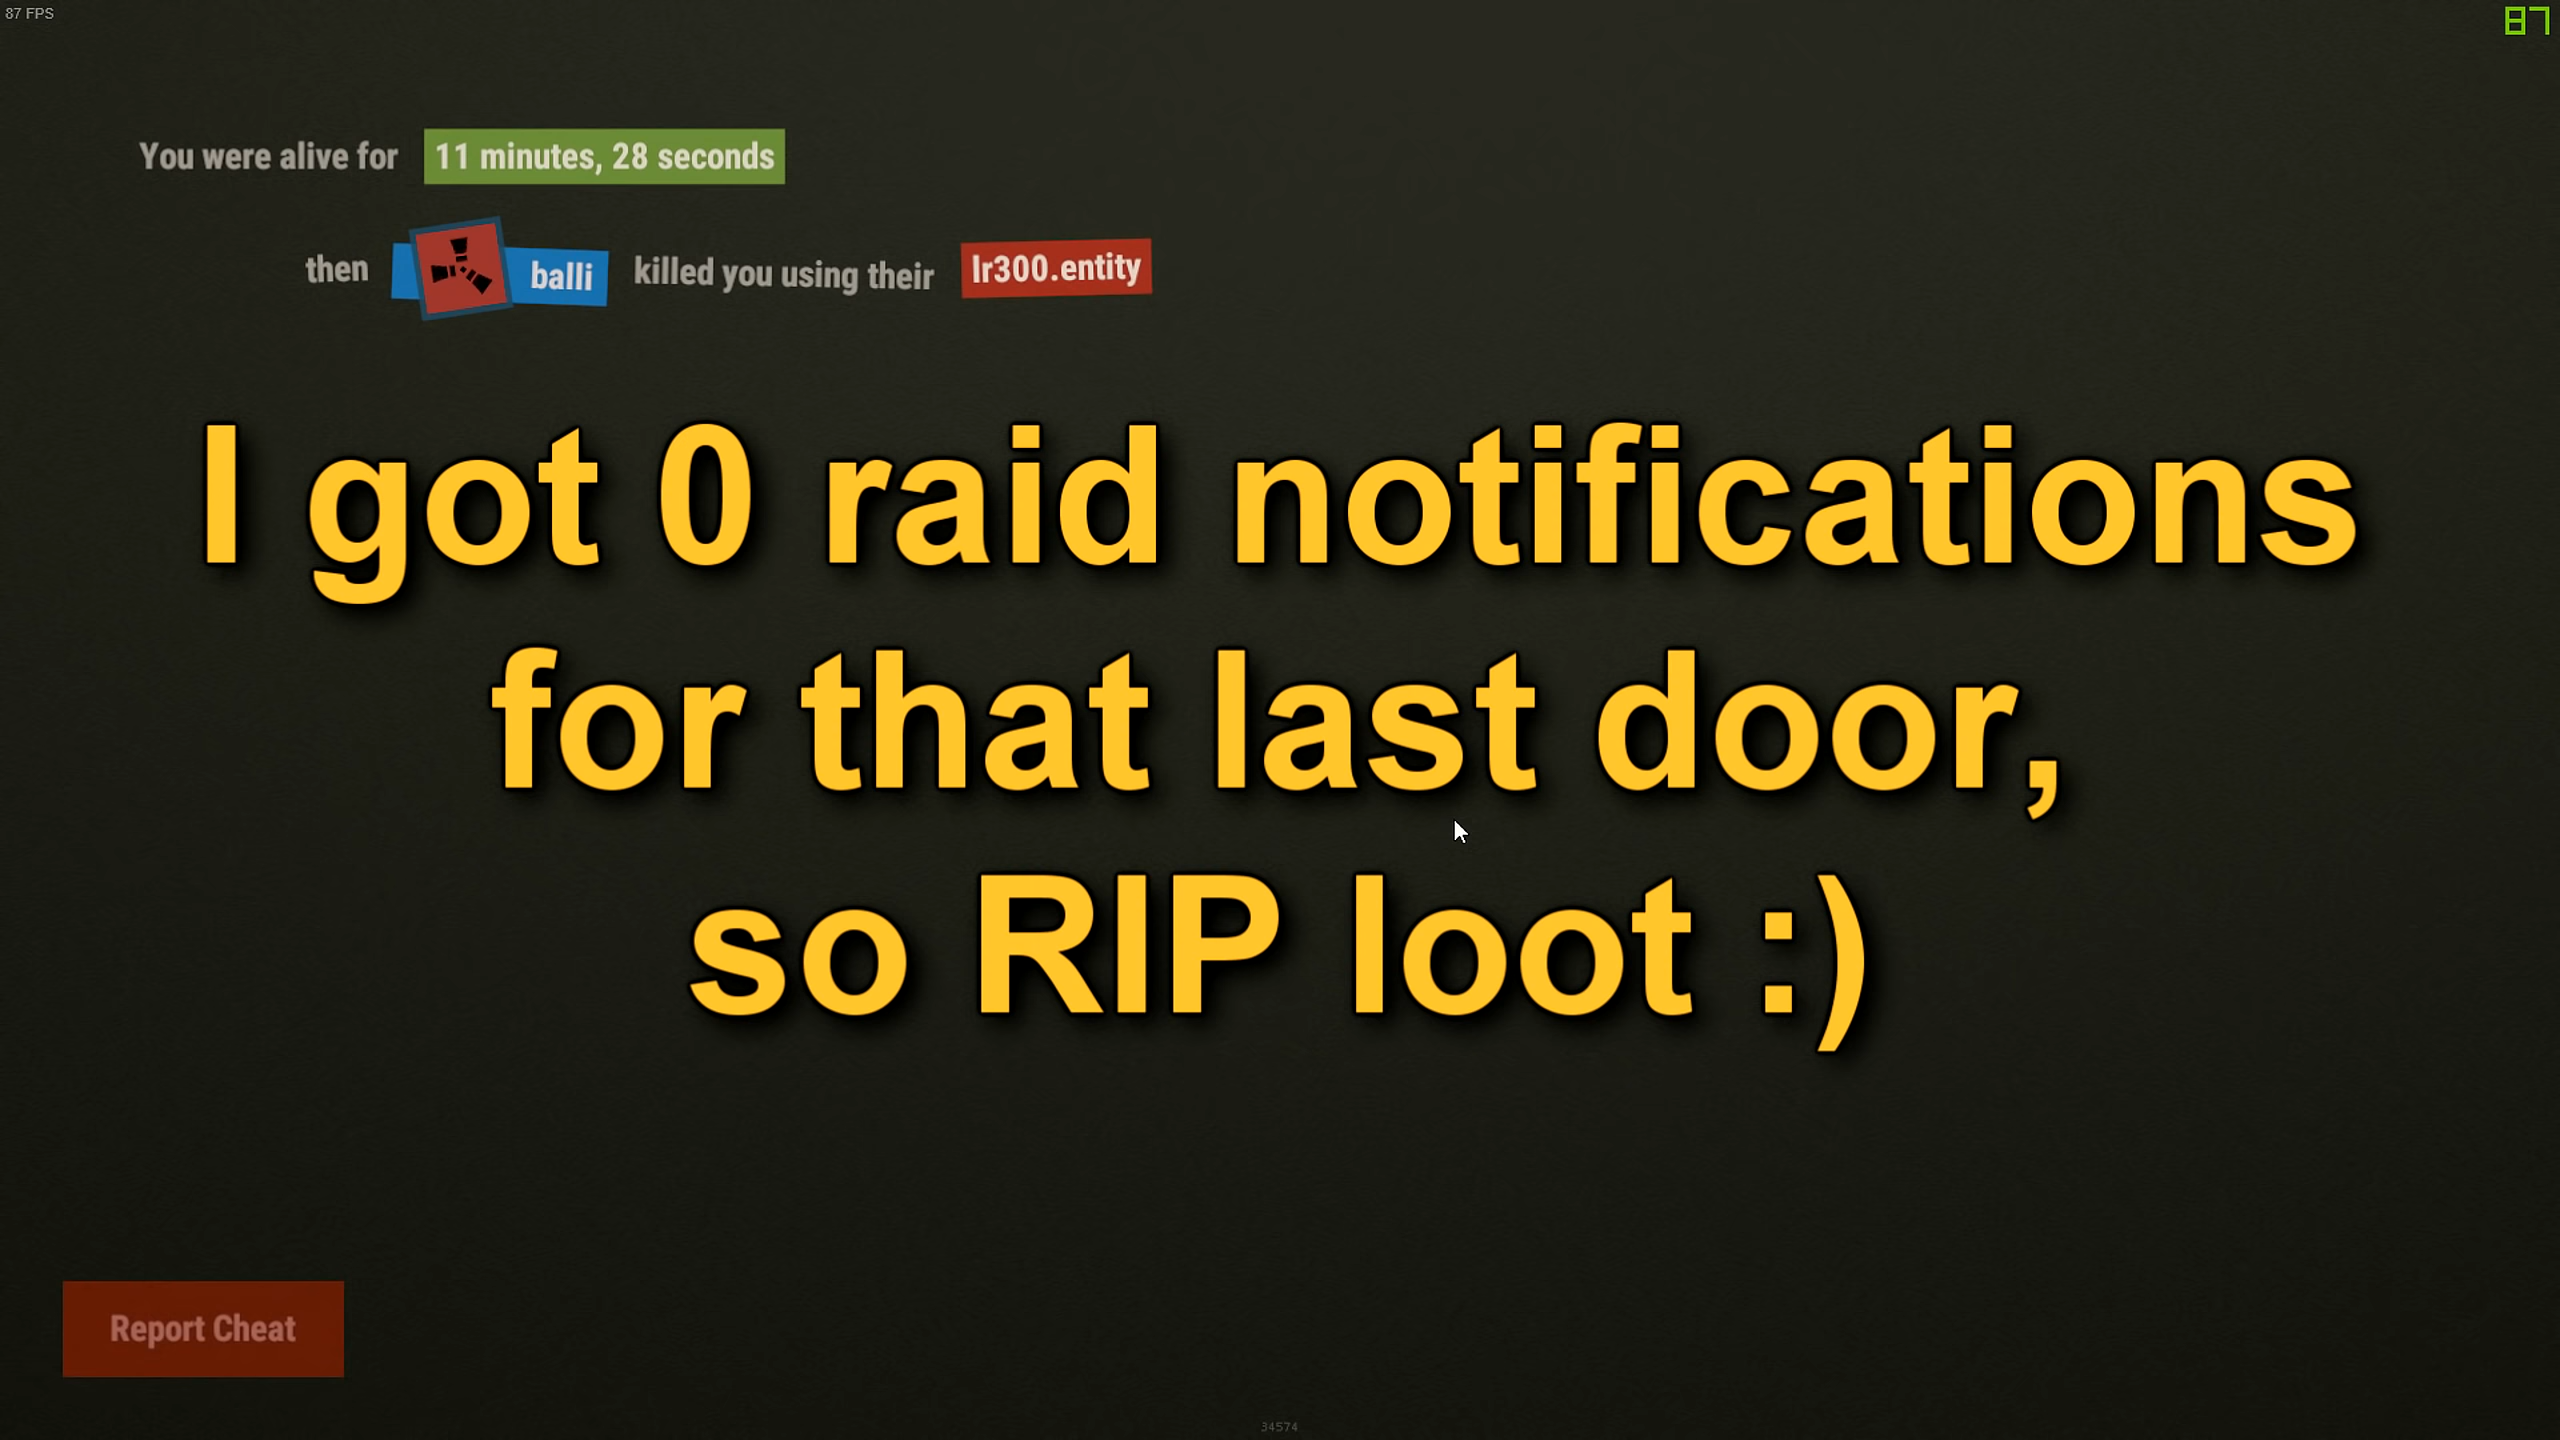 87 FPS
87
You were alive for 11 minutes, 28 seconds
then balli killed you using their lr300.entity
I got 0 raid notifications
for that last door,
so RIP loot :)
Report Cheat
34574